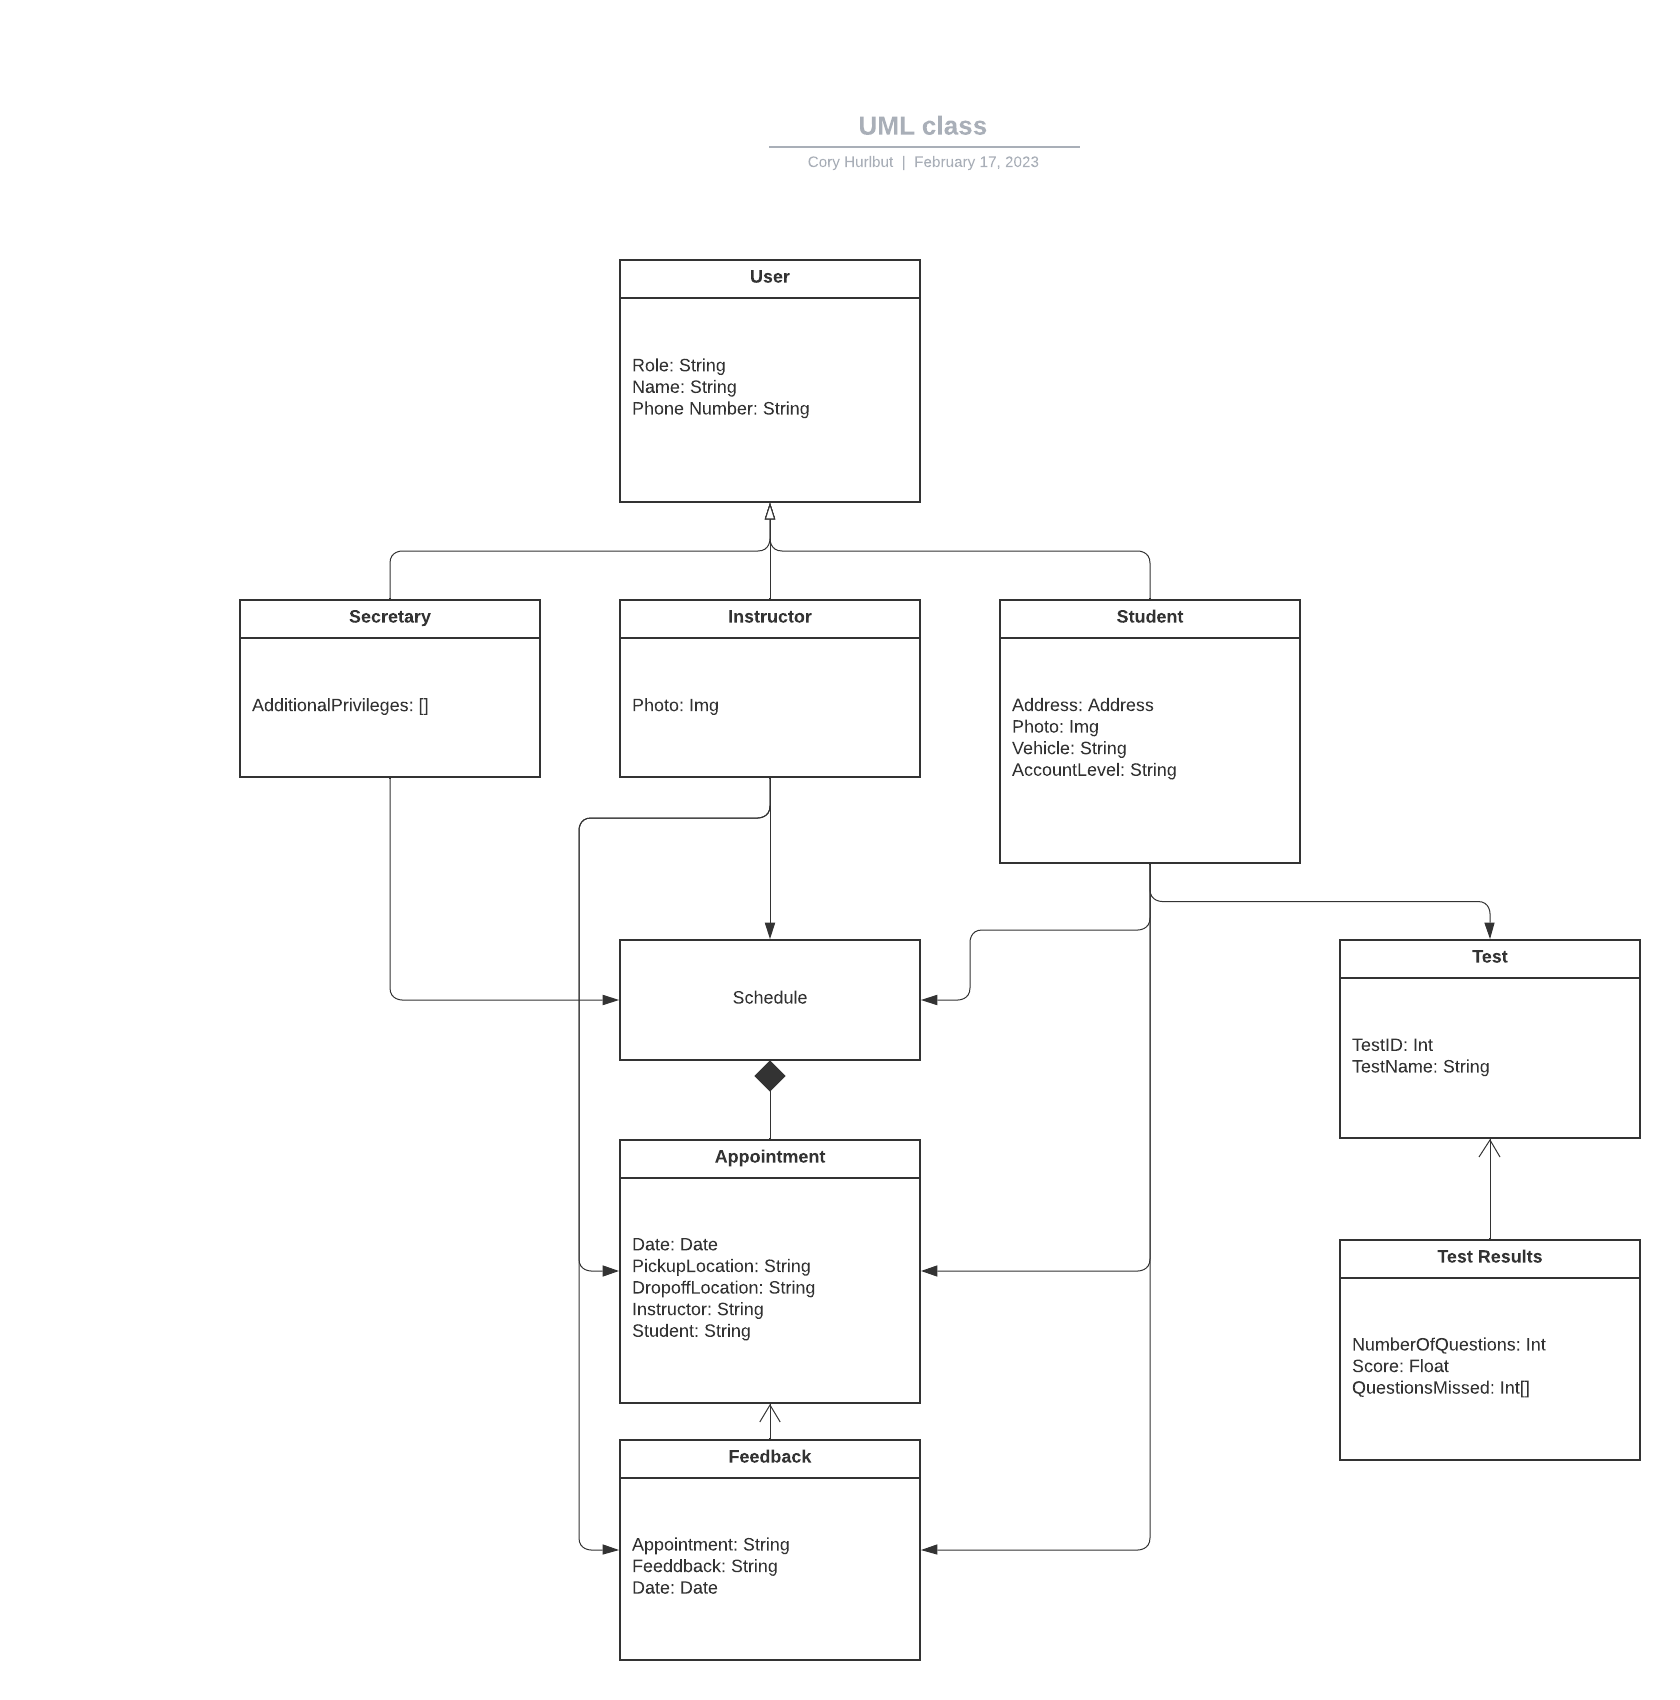 UML class
Cory Hurlbut | February 17, 2023
User
Role: String
Name: String
Phone Number: String
Secretary
AdditionalPrivileges: []
Instructor
Photo: Img
Student
Address: Address
Photo: Img
Vehicle: String
AccountLevel: String
Schedule
Test
TestID: Int
TestName: String
Appointment
Date: Date
PickupLocation: String
DropoffLocation: String
Instructor: String
Student: String
Test Results
NumberOfQuestions: Int
Score: Float
QuestionsMissed: Int[]
Feedback
Appointment: String
Feeddback: String
Date: Date